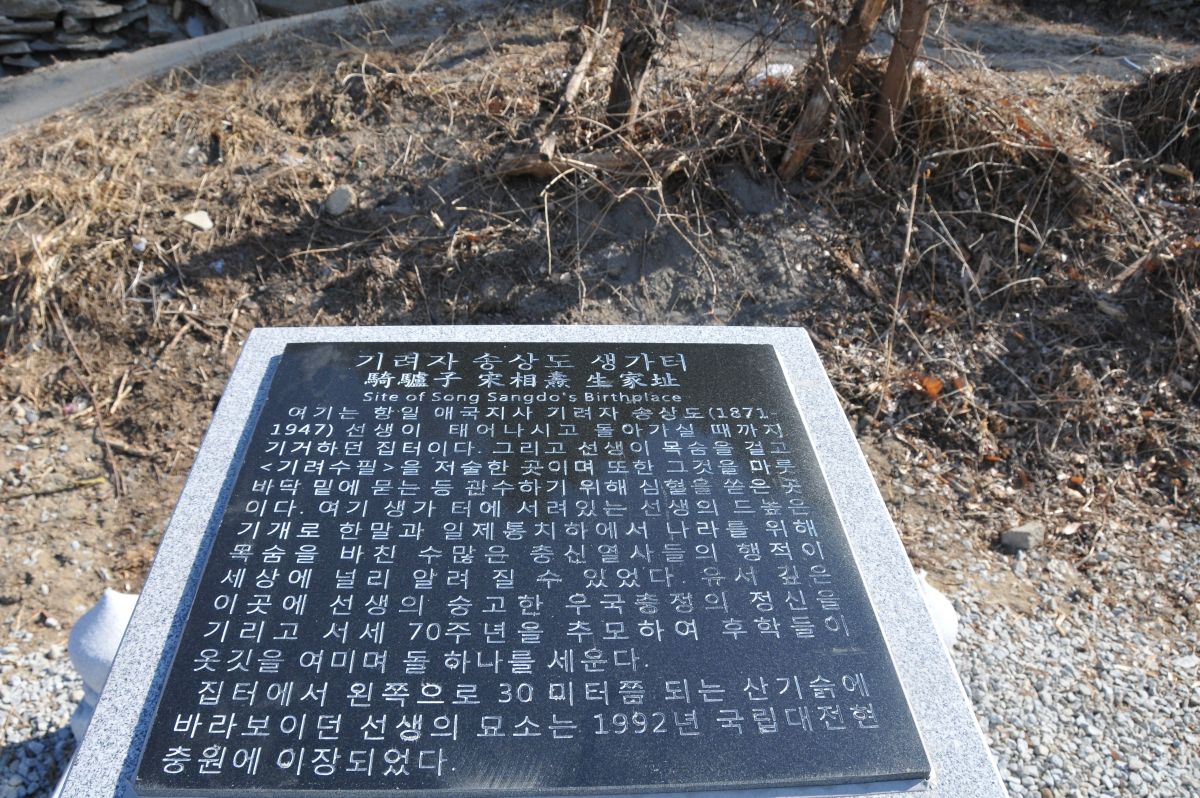 기려자 송상도 생가터
騎驢子 宋相燾 生家址
Site of Song Sangdo's Birthplace
여기는 항일 애국지사 기려자 송상도(1871-
1947) 선생이 태어나시고 돌아가실 때까지
기거하던 집터이다. 그리고 선생이 목숨을 걸고
<기려수필>을 저술한 곳이며 또한 그것을 마룻
바닥 밑에 묻는 등 관수하기 위해 심혈을 쏟은 곳
이다. 여기 생가 터에 서려있는 선생의 드높은
기개로 한말과 일제통치하에서 나라를 위해
목숨을 바친 수많은 충신열사들의 행적이
세상에 널리 알려 질 수 있었다. 유서 깊은
이곳에 선생의 숭고한 우국충정의 정신을
기리고 서세 70주년을 추모하여 후학들이
옷깃을 여미며 돌 하나를 세운다.
집터에서 왼쪽으로 30 미터쯤 되는 산기슭에
바라보이던 선생의 묘소는 1992년 국립대전현
충원에 이장되었다.